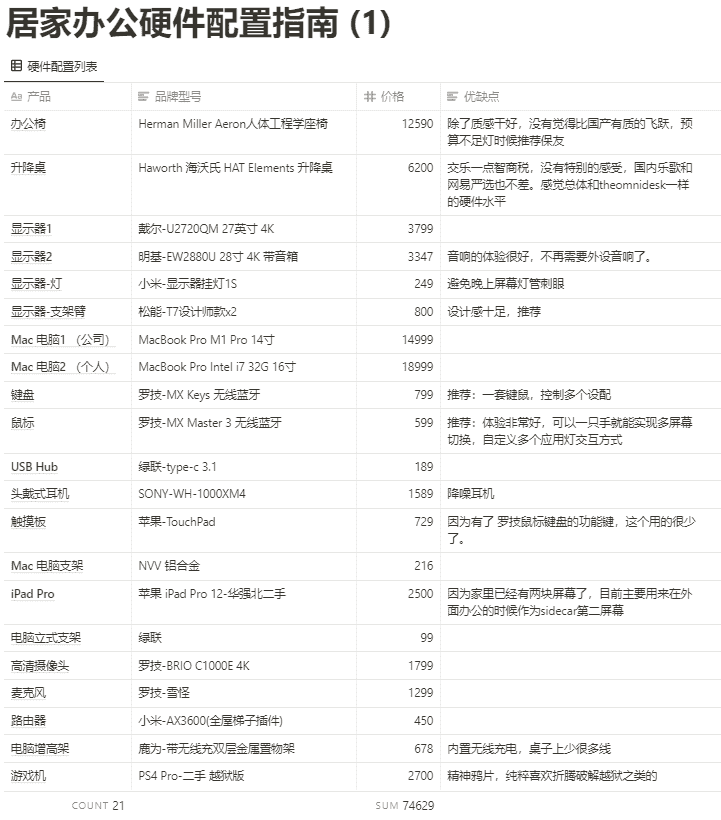 居家办公硬件配置指南 (1)
硬件配置列表
Aa 产品 品牌型号 # 价格 优缺点
办公椅 Herman Miller Aeron人体工程学座椅 12590 除了质感干好，没有觉得比国产有质的飞跃，预
算不足灯时候推荐保友
升降桌 Haworth 海沃氏 HAT Elements 升降桌 6200 交乐一点智商税，没有特别的感受，国内乐歌和
网易严选也不差。感觉总体和theomnidesk一样
的硬件水平
显示器1 戴尔-U2720QM 27英寸 4K 3799
显示器2 明基-EW2880U 28寸 4K 带音箱 3347 音响的体验很好，不再需要外设音响了。
显示器-灯 小米-显示器挂灯1S 249 避免晚上屏幕灯管刺眼
显示器-支架臂 松能-T7设计师款x2 800 设计感十足，推荐
Mac 电脑1 （公司） MacBook Pro M1 Pro 14寸 14999
Mac 电脑2 （个人） MacBook Pro Intel i7 32G 16寸 18999
键盘 罗技-MX Keys 无线蓝牙 799 推荐：一套键鼠，控制多个设配
鼠标 罗技-MX Master 3 无线蓝牙 599 推荐：体验非常好，可以一只手就能实现多屏幕
切换，自定义多个应用灯交互方式
USB Hub 绿联-type-c 3.1 189
头戴式耳机 SONY-WH-1000XM4 1589 降噪耳机
触摸板 苹果-TouchPad 729 因为有了 罗技鼠标键盘的功能键，这个用的很少
了。
Mac 电脑支架 NVV 铝合金 216
iPad Pro 苹果 iPad Pro 12-华强北二手 2500 因为家里已经有两块屏幕了，目前主要用来在外
面办公的时候作为sidecar第二屏幕
电脑立式支架 绿联 99
高清摄像头 罗技-BRIO C1000E 4K 1799
麦克风 罗技-雪怪 1299
路由器 小米-AX3600(全屋梯子插件) 450
电脑增高架 鹿为-带无线充双层金属置物架 678 内置无线充电，桌子上少很多线
游戏机 PS4 Pro-二手 越狱版 2700 精神鸦片，纯粹喜欢折腾破解越狱之类的
COUNT 21 SUM 74629